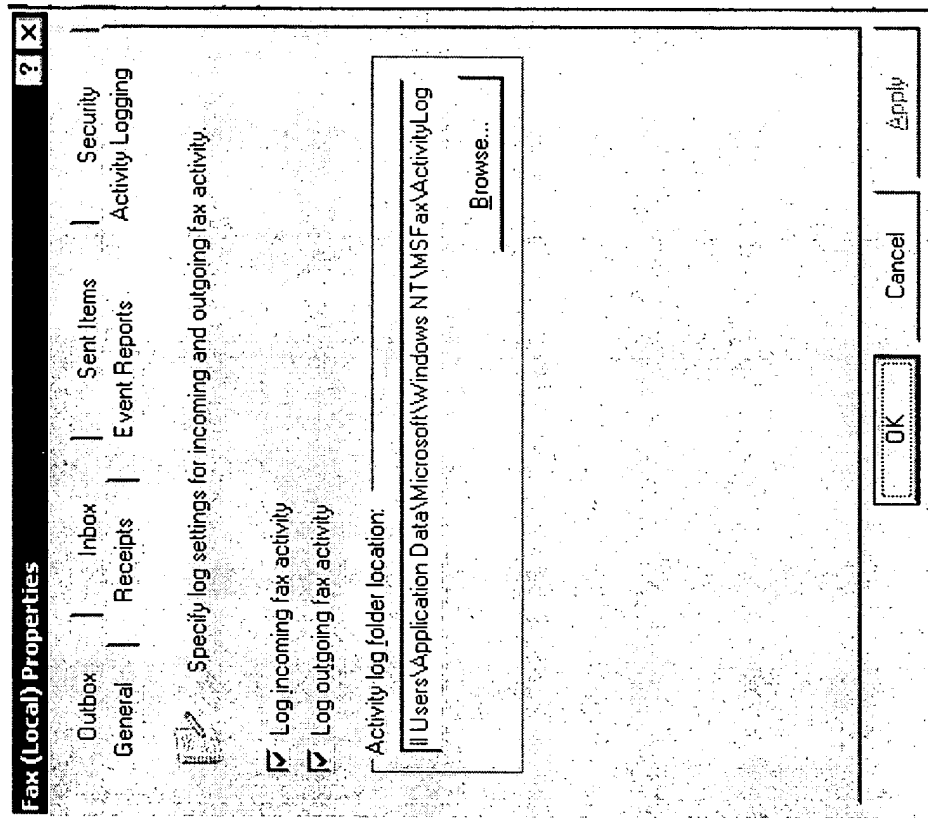 Fax (Local) Properties ? X
Outbox Inbox Sent Items Security
General Receipts Event Reports Activity Logging
Specify log settings for incoming and outgoing fax activity.
Log incoming fax activity
Log outgoing fax activity
Activity log folder location:
ll Users\Application Data\Microsoft\Windows NT\MSFax\ActivityLog
Browse...
OK Cancel Apply